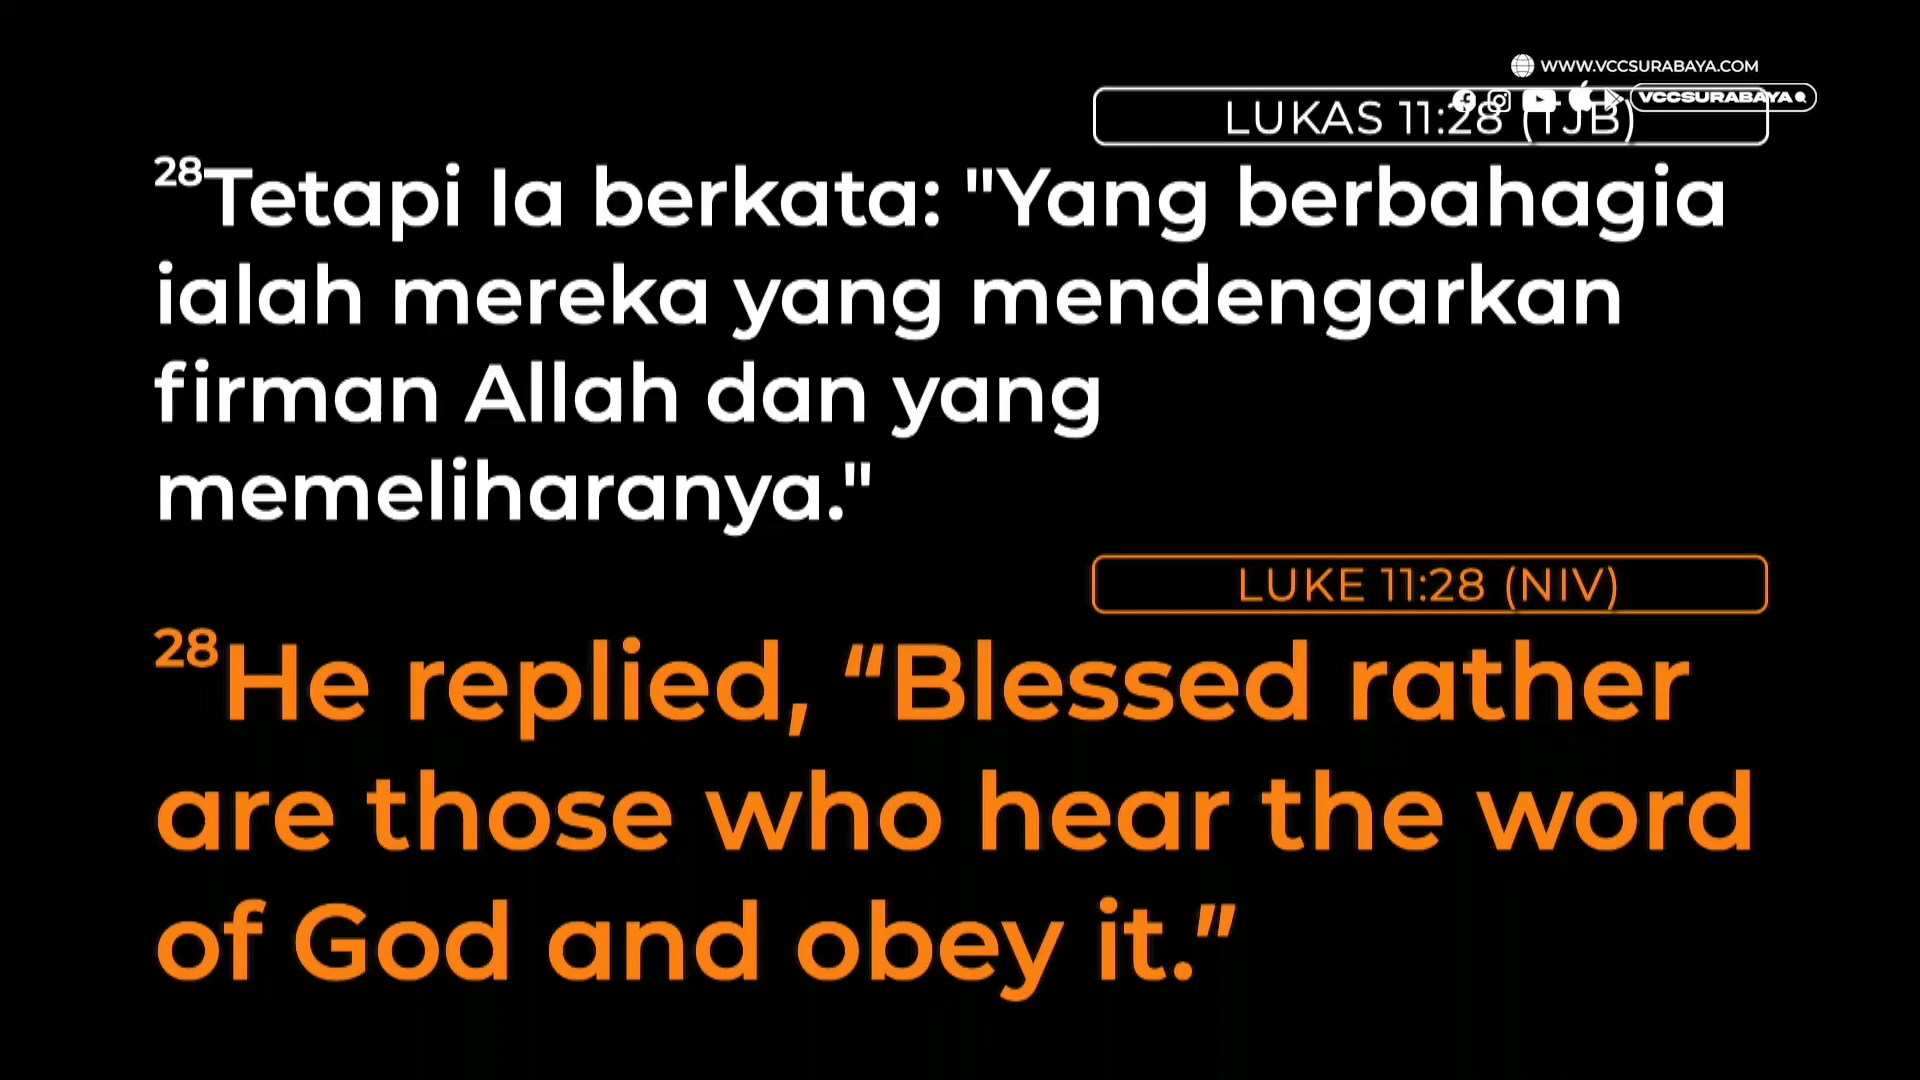 WWW.VCCSURABAYA.COM
VCCSURABAYA
LUKAS 11:28 (TJB)
28Tetapi Ia berkata: "Yang berbahagia
ialah mereka yang mendengarkan
firman Allah dan yang
memeliharanya."
LUKE 11:28 (NIV)
28He replied, “Blessed rather
are those who hear the word
of God and obey it.”